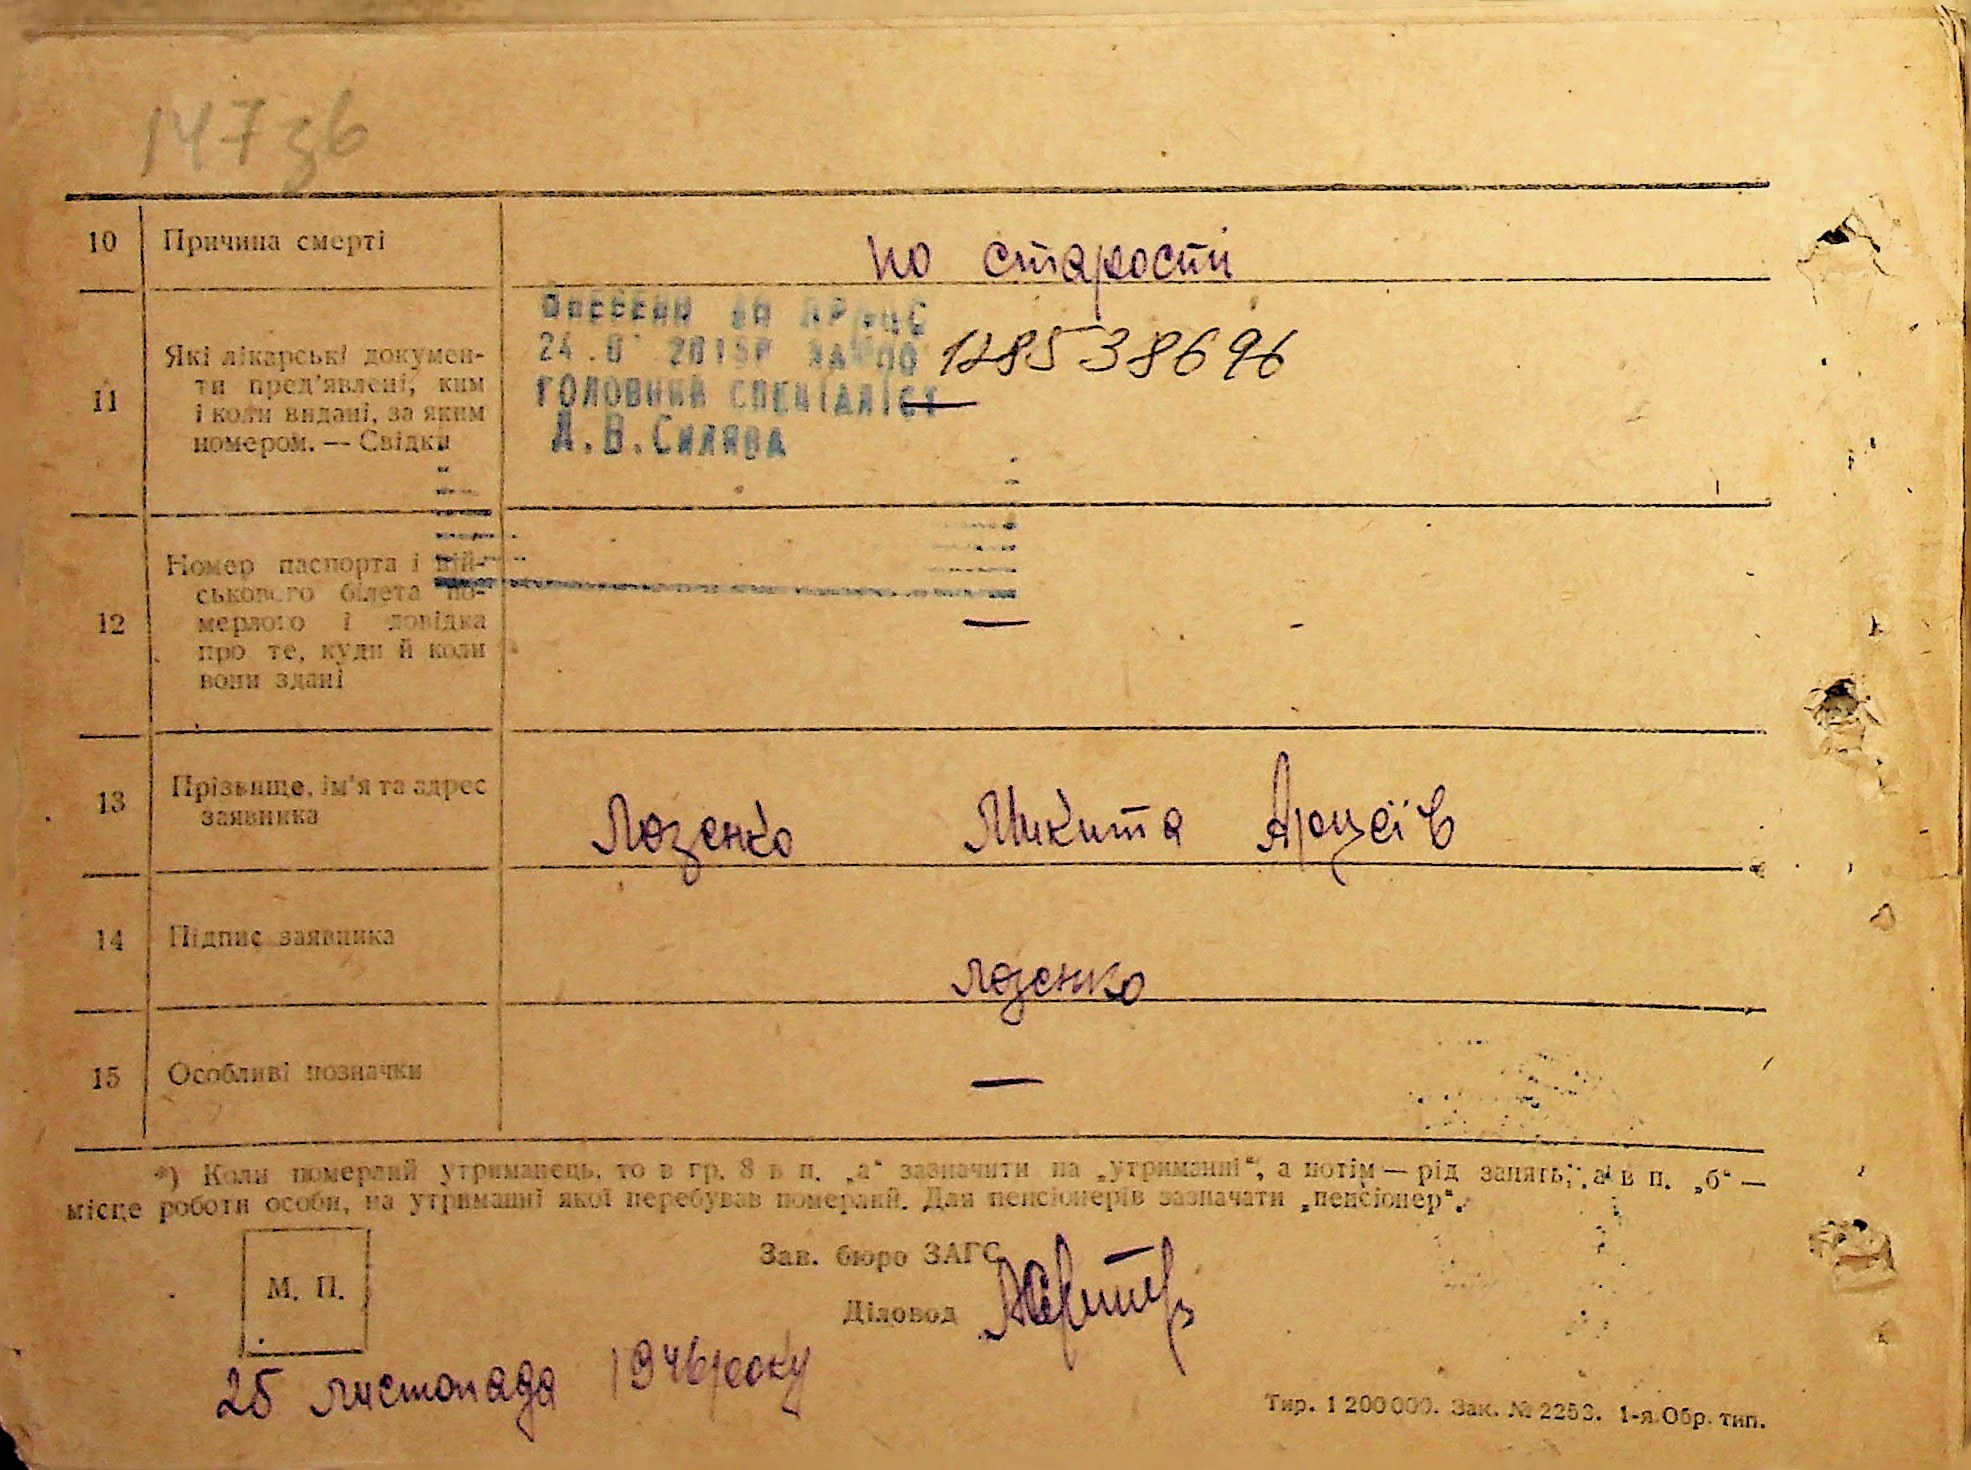 147зв
10 Причина смерті по старости
11 Які лікарські докумен-
ти пред'явлені, ким
і коли видані, за яким
номером. — Свідки
24.0 2015Р ЗА 00128538696
ГОЛОВНИЙ СПЕЦІАЛІСТ
Д.В.СИЛЯВА
12 Номер паспорта і вій-
ськового білета по-
мерлого і довідка
про те, куди й коли
вони здані —
13 Прізвище, ім'я та адрес
заявника Лозенко Микита
14 Підпис заявника Лозенко
15 Особливі позначки —
*) Коли померлий утриманець, то в гр. 8 в п. „а“ зазначити на „утриманні“, а потім — рід занять; а в п. „б“ —
місце роботи особи, на утриманні якої перебував померлий. Для пенсіонерів зазначати „пенсіонер“.
Зав. бюро ЗАГС
М. П.
Діловод
25 листопада 1946 року
Тир. 1 200 000. Зак. № 2253. 1-я Обр. тип.